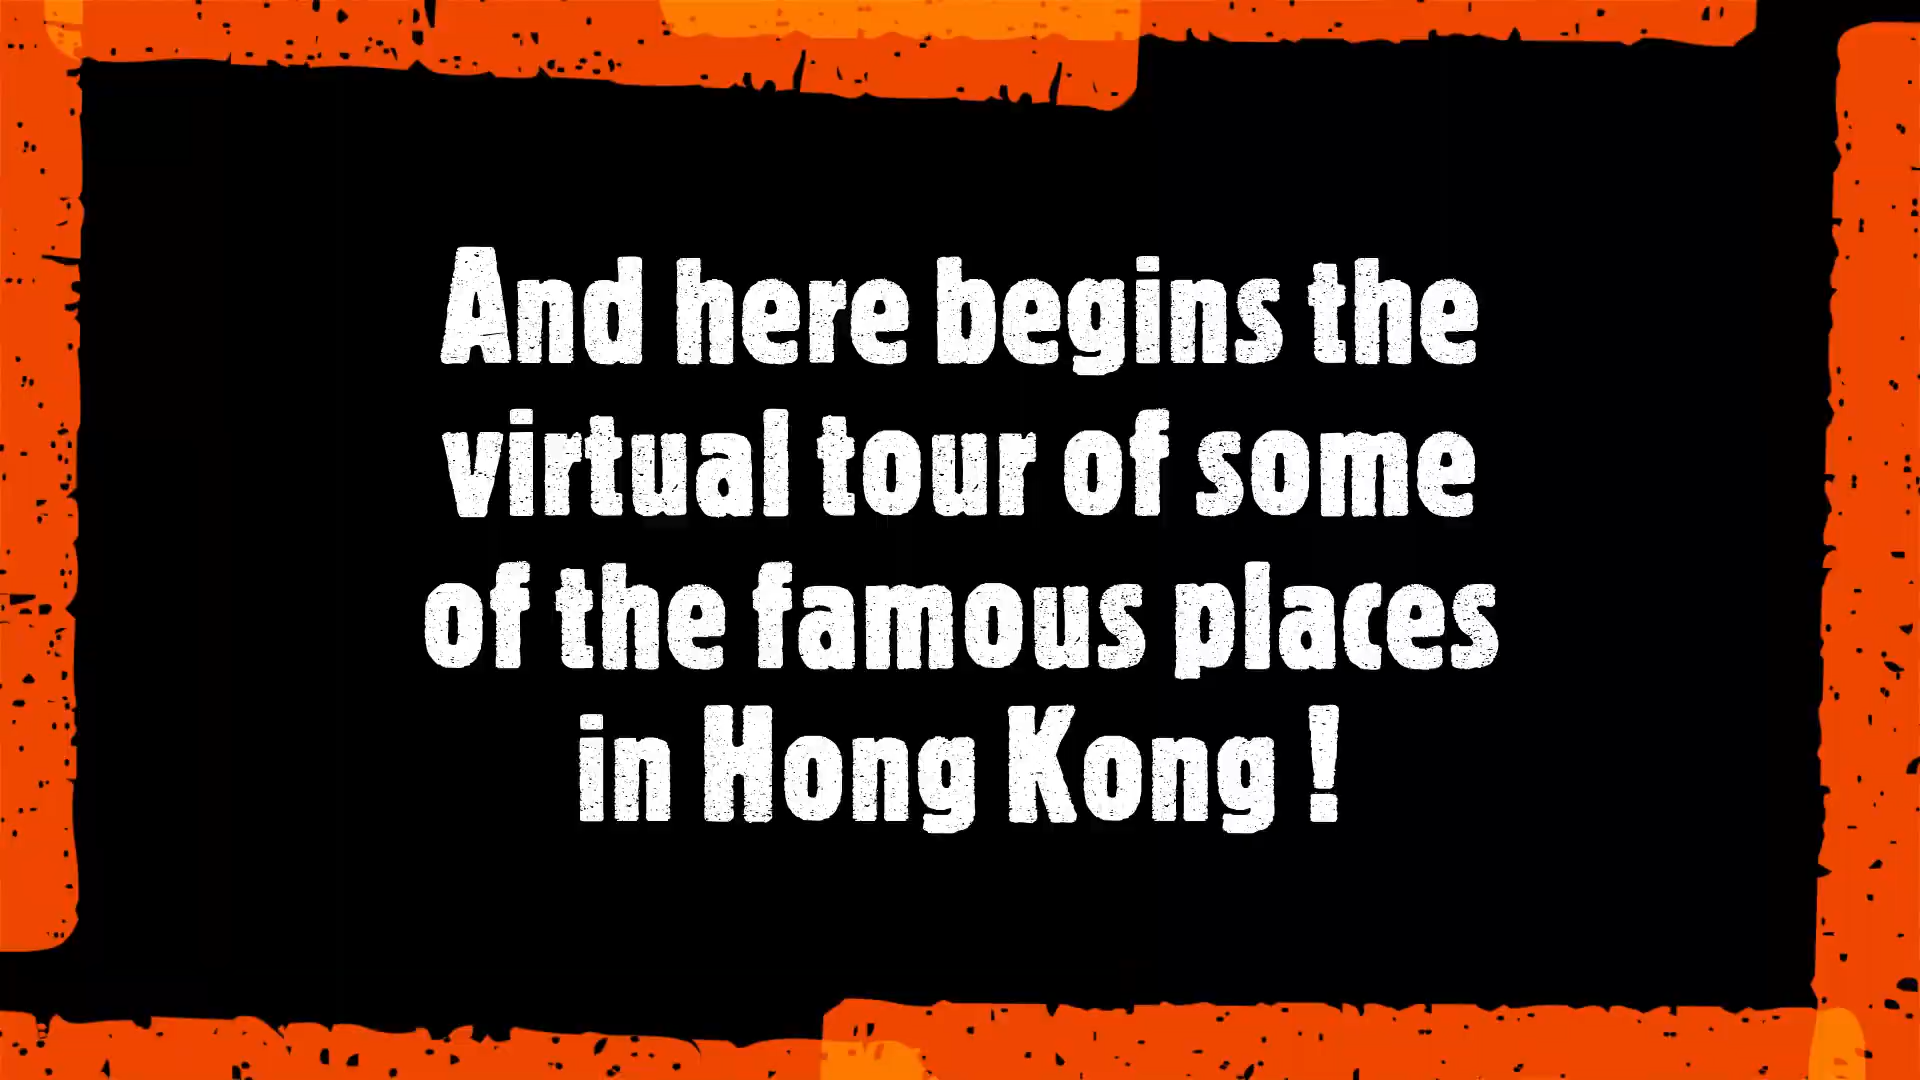 And here begins the
virtual tour of some
of the famous places
in Hong Kong !